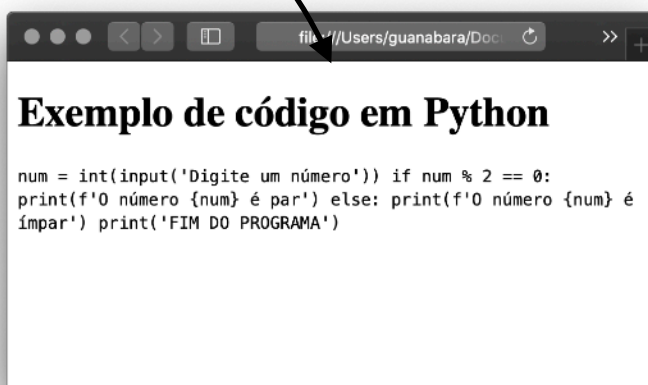 file:///Users/guanabara/Doc
Exemplo de código em Python
num = int(input('Digite um número')) if num % 2 == 0:
print(f'O número {num} é par') else: print(f'O número {num} é
ímpar') print('FIM DO PROGRAMA')